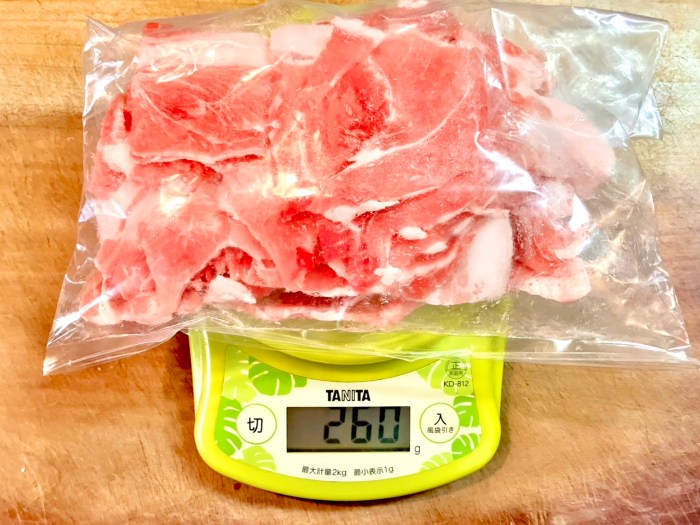 正
KD-812
TANITA
切
260
g
入
風袋引き
最大計量2kg 最小表示1g